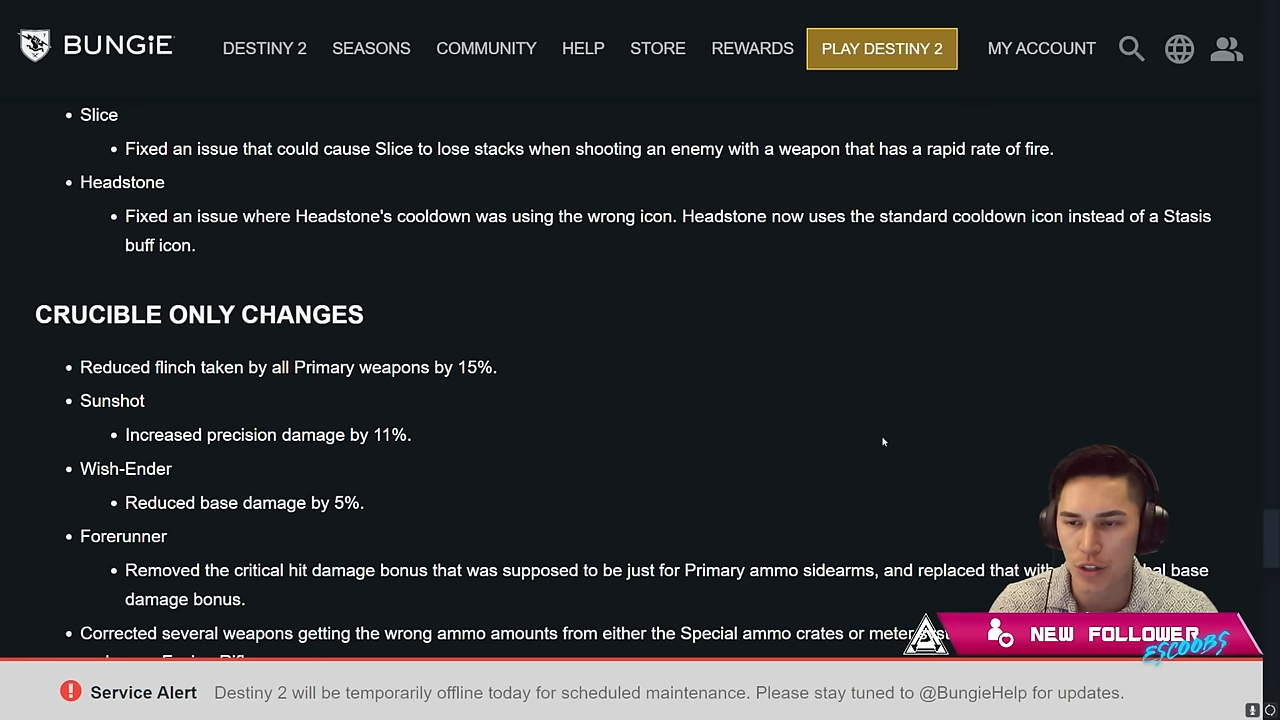 BUNGiE
DESTINY 2 SEASONS COMMUNITY HELP STORE REWARDS PLAY DESTINY 2 MY ACCOUNT
• Slice
• Fixed an issue that could cause Slice to lose stacks when shooting an enemy with a weapon that has a rapid rate of fire.
• Headstone
• Fixed an issue where Headstone's cooldown was using the wrong icon. Headstone now uses the standard cooldown icon instead of a Stasis
buff icon.
CRUCIBLE ONLY CHANGES
• Reduced flinch taken by all Primary weapons by 15%.
• Sunshot
• Increased precision damage by 11%.
• Wish-Ender
• Reduced base damage by 5%.
• Forerunner
• Removed the critical hit damage bonus that was supposed to be just for Primary ammo sidearms, and replaced that base
damage bonus.
• Corrected several weapons getting the wrong ammo amounts from either the Special ammo crates or
NEW FOLLOWER
ESCOOBS
Service Alert Destiny 2 will be temporarily offline today for scheduled maintenance. Please stay tuned to @BungieHelp for updates.